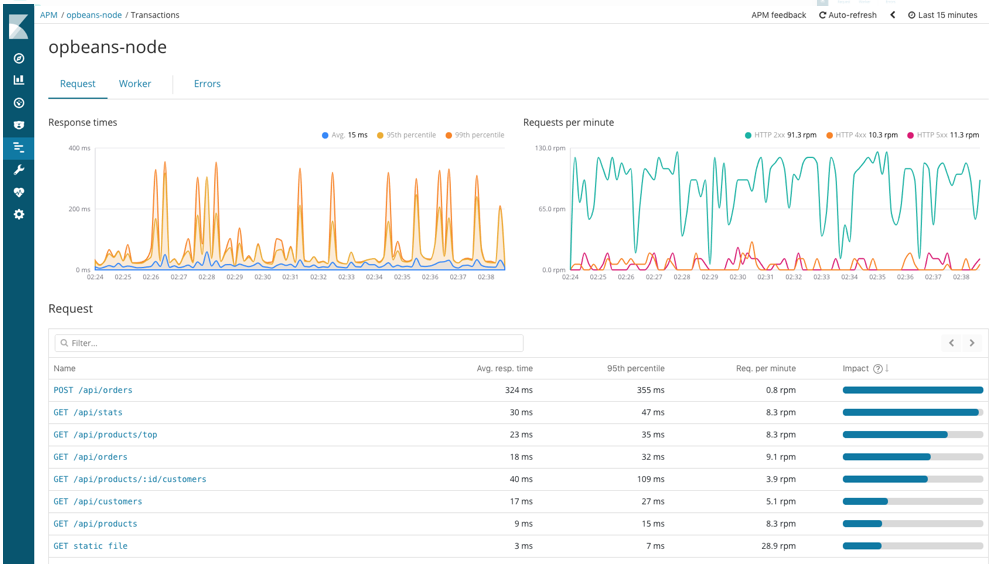 APM / opbeans-node / Transactions
APM feedback Auto-refresh Last 15 minutes
opbeans-node
Request Worker Errors
Response times
Avg. 15 ms 95th percentile 99th percentile
400 ms
200 ms
0 ms
02:24 02:25 02:26 02:27 02:28 02:29 02:30 02:31 02:32 02:33 02:34 02:35 02:36 02:37 02:38
Requests per minute
HTTP 2xx 91.3 rpm HTTP 4xx 10.3 rpm HTTP 5xx 11.3 rpm
130.0 rpm
65.0 rpm
0.0 rpm
02:24 02:25 02:26 02:27 02:28 02:29 02:30 02:31 02:32 02:33 02:34 02:35 02:36 02:37 02:38
Request
Filter...
Name Avg. resp. time 95th percentile Req. per minute Impact
POST /api/orders 324 ms 355 ms 0.8 rpm
GET /api/stats 30 ms 47 ms 8.3 rpm
GET /api/products/top 23 ms 35 ms 8.3 rpm
GET /api/orders 18 ms 32 ms 9.1 rpm
GET /api/products/:id/customers 40 ms 109 ms 3.9 rpm
GET /api/customers 17 ms 27 ms 5.1 rpm
GET /api/products 9 ms 15 ms 8.3 rpm
GET static file 3 ms 7 ms 28.9 rpm